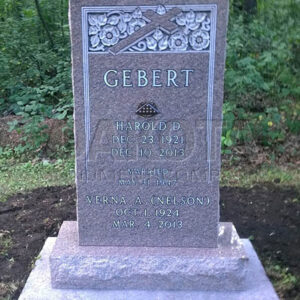 GEBERT
HAROLD D.
DEC. 23, 1921
DEC. 10, 2013
MARRIED
VERNA A. (NELSON)
OCT. 1, 1924
MAR. 4, 2013